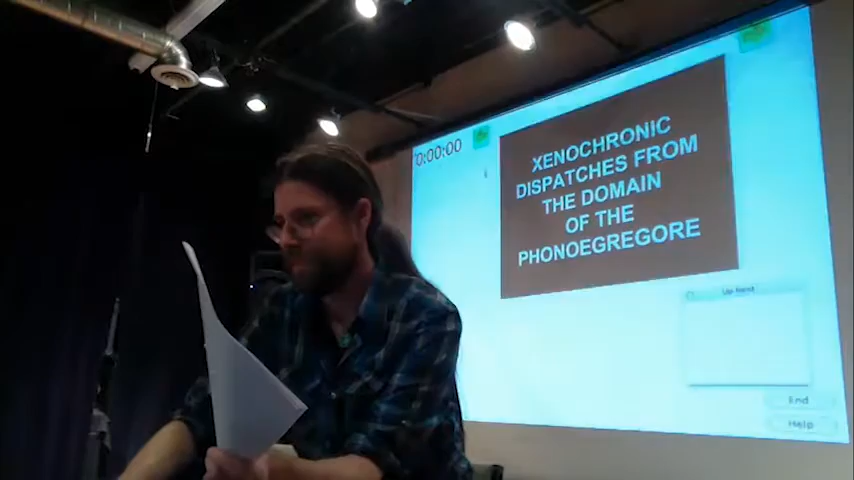 0:00:00
XENOCHRONIC
DISPATCHES FROM
THE DOMAIN
OF THE
PHONOEGREGORE
Up Next
End
Help